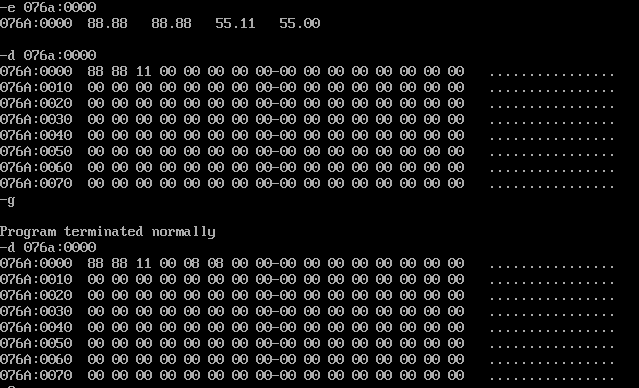 -e 076a:0000
076A:0000  88.88   88.88   55.11   55.00

-d 076a:0000
076A:0000  88 88 11 00 00 00 00 00-00 00 00 00 00 00 00 00   ................
076A:0010  00 00 00 00 00 00 00 00-00 00 00 00 00 00 00 00   ................
076A:0020  00 00 00 00 00 00 00 00-00 00 00 00 00 00 00 00   ................
076A:0030  00 00 00 00 00 00 00 00-00 00 00 00 00 00 00 00   ................
076A:0040  00 00 00 00 00 00 00 00-00 00 00 00 00 00 00 00   ................
076A:0050  00 00 00 00 00 00 00 00-00 00 00 00 00 00 00 00   ................
076A:0060  00 00 00 00 00 00 00 00-00 00 00 00 00 00 00 00   ................
076A:0070  00 00 00 00 00 00 00 00-00 00 00 00 00 00 00 00   ................
-g

Program terminated normally
-d 076a:0000
076A:0000  88 88 11 00 08 08 00 00-00 00 00 00 00 00 00 00   ................
076A:0010  00 00 00 00 00 00 00 00-00 00 00 00 00 00 00 00   ................
076A:0020  00 00 00 00 00 00 00 00-00 00 00 00 00 00 00 00   ................
076A:0030  00 00 00 00 00 00 00 00-00 00 00 00 00 00 00 00   ................
076A:0040  00 00 00 00 00 00 00 00-00 00 00 00 00 00 00 00   ................
076A:0050  00 00 00 00 00 00 00 00-00 00 00 00 00 00 00 00   ................
076A:0060  00 00 00 00 00 00 00 00-00 00 00 00 00 00 00 00   ................
076A:0070  00 00 00 00 00 00 00 00-00 00 00 00 00 00 00 00   ................